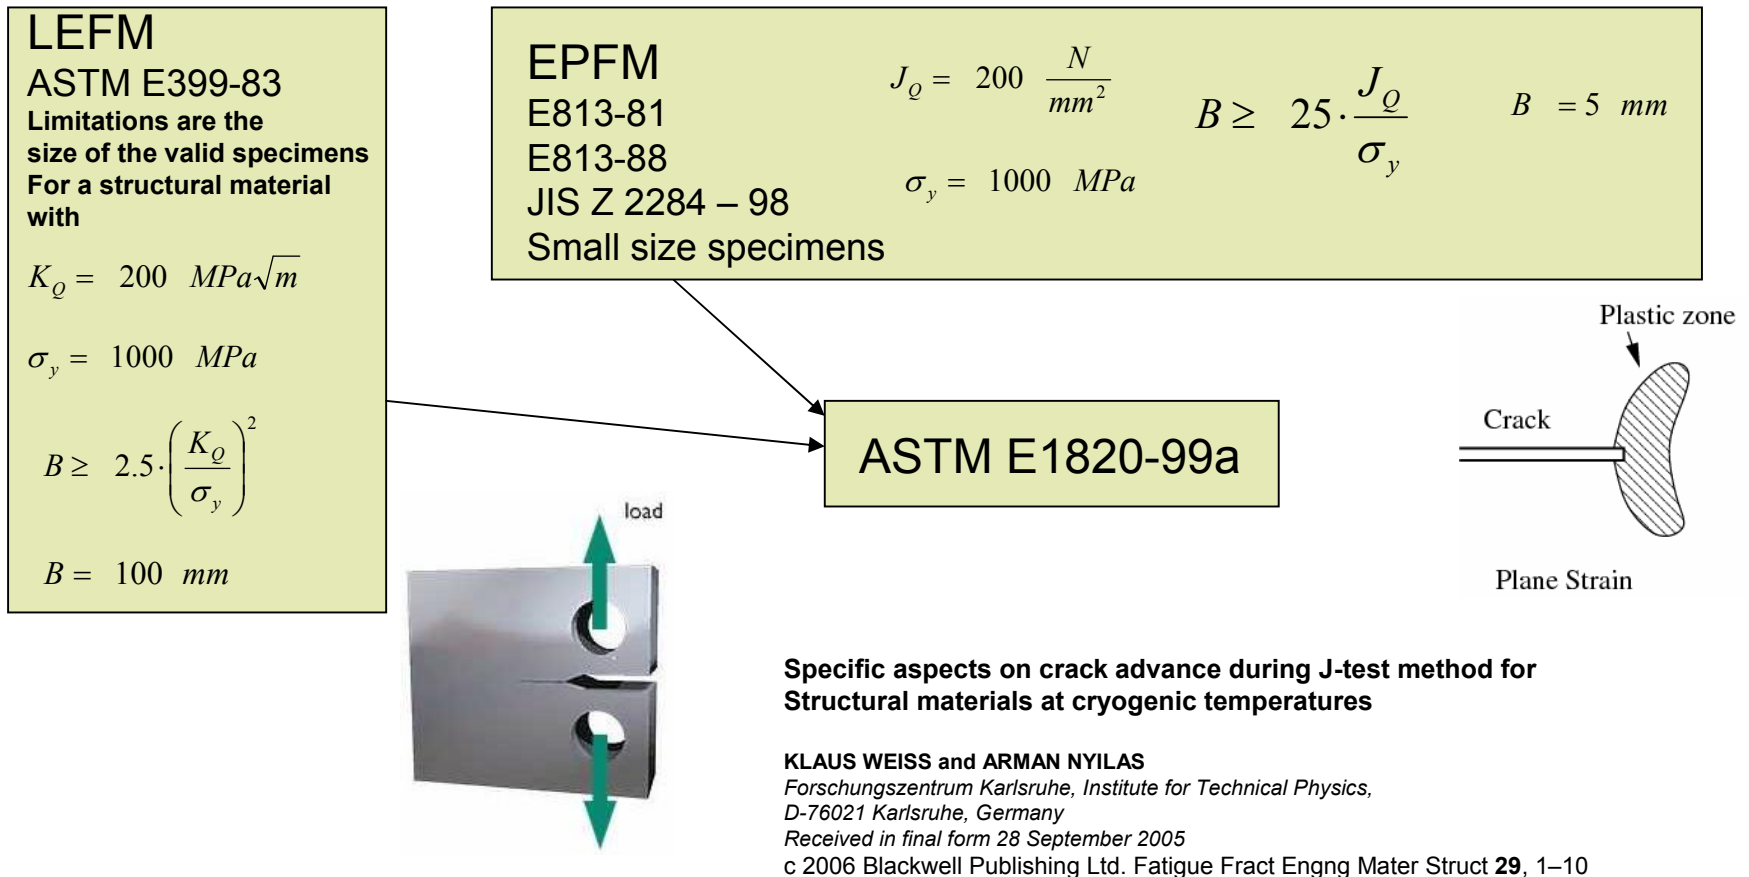 LEFM
ASTM E399-83
Limitations are the
size of the valid specimens
For a structural material
with
K_Q = 200 MPa√m
σ_y = 1000 MPa
B ≥ 2.5·(K_Q/σ_y)²
B = 100 mm
EPFM
E813-81
E813-88
JIS Z 2284 – 98
Small size specimens
J_Q = 200 N/mm²
σ_y = 1000 MPa
B ≥ 25·J_Q/σ_y
B = 5 mm
ASTM E1820-99a
Plastic zone
Crack
Plane Strain
load
Specific aspects on crack advance during J-test method for
Structural materials at cryogenic temperatures
KLAUS WEISS and ARMAN NYILAS
Forschungszentrum Karlsruhe, Institute for Technical Physics,
D-76021 Karlsruhe, Germany
Received in final form 28 September 2005
c 2006 Blackwell Publishing Ltd. Fatigue Fract Engng Mater Struct 29, 1–10